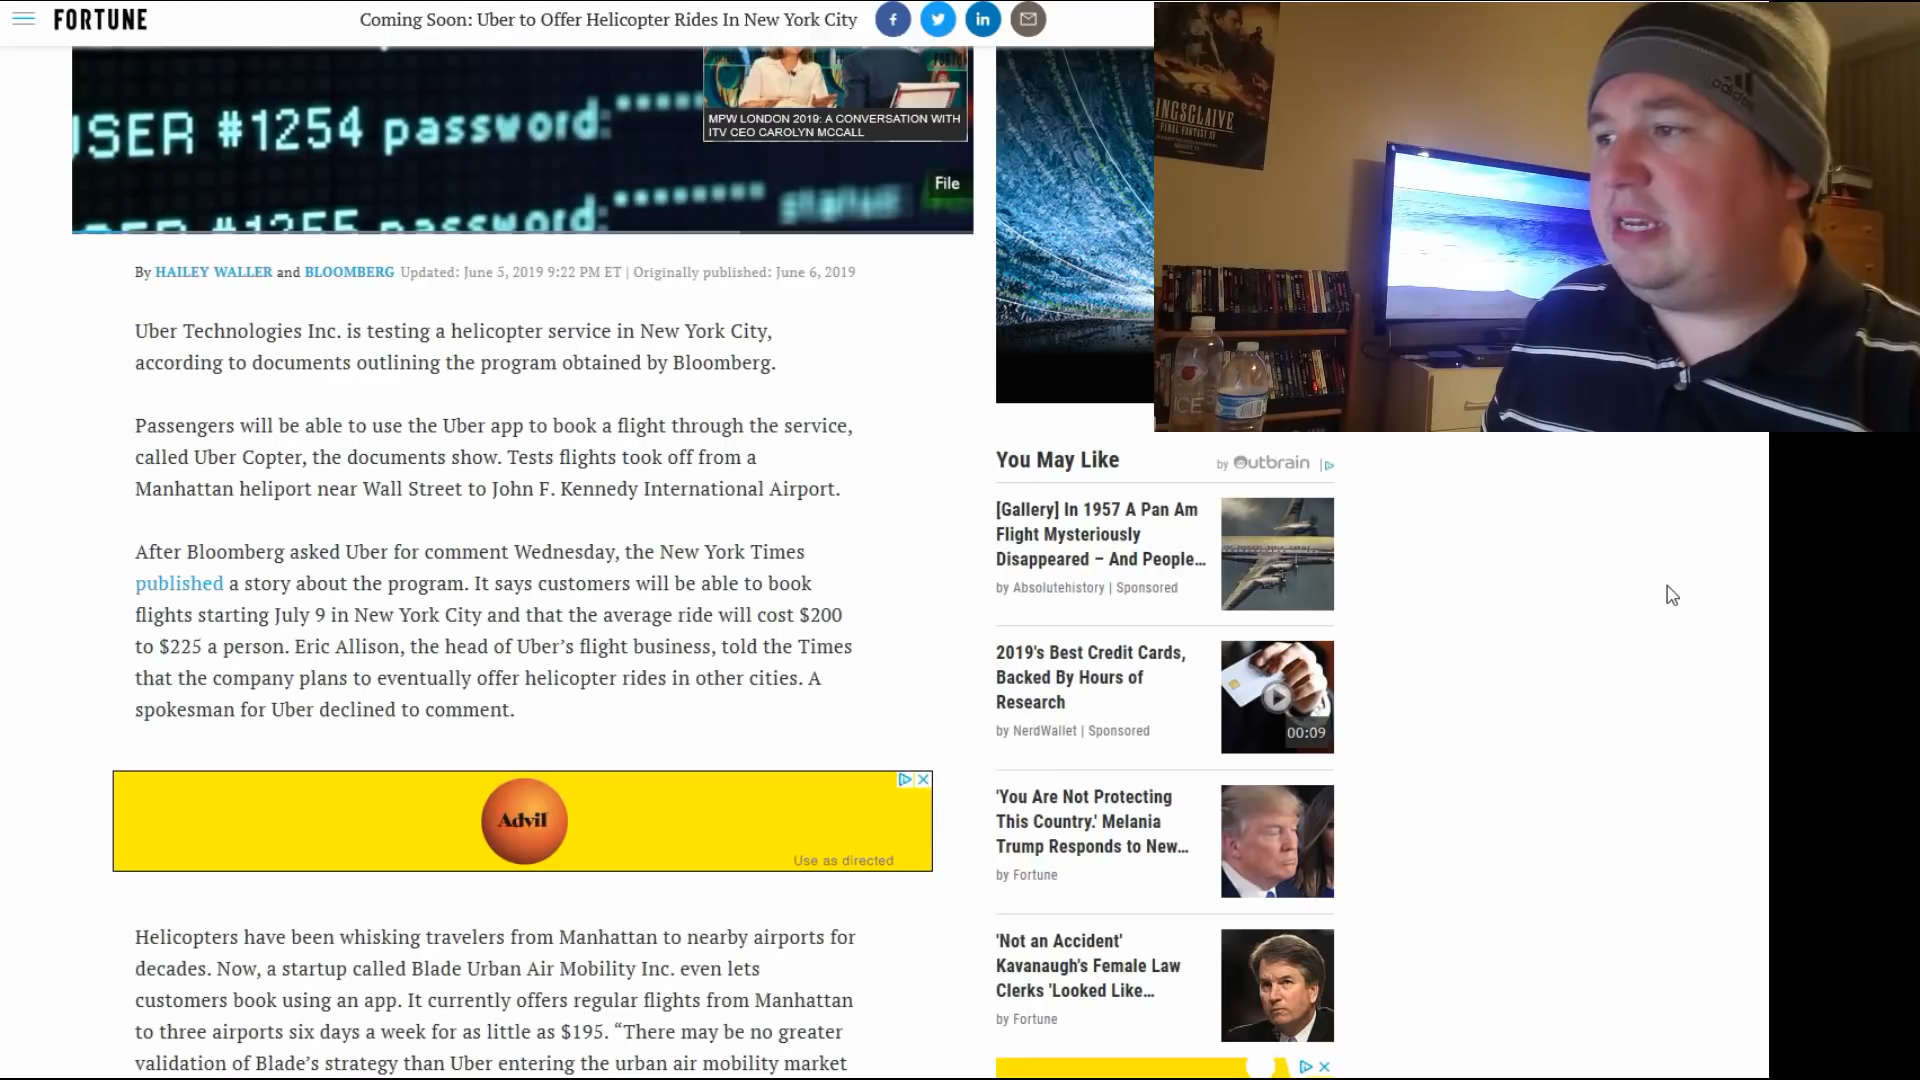 FORTUNE
Coming Soon: Uber to Offer Helicopter Rides In New York City
USER #1254 password:
MPW LONDON 2019: A CONVERSATION WITH
ITV CEO CAROLYN MCCALL
File
password:
status
By HAILEY WALLER and BLOOMBERG Updated: June 5, 2019 9:22 PM ET | Originally published: June 6, 2019
Uber Technologies Inc. is testing a helicopter service in New York City,
according to documents outlining the program obtained by Bloomberg.
Passengers will be able to use the Uber app to book a flight through the service,
called Uber Copter, the documents show. Tests flights took off from a
Manhattan heliport near Wall Street to John F. Kennedy International Airport.
After Bloomberg asked Uber for comment Wednesday, the New York Times
published a story about the program. It says customers will be able to book
flights starting July 9 in New York City and that the average ride will cost $200
to $225 a person. Eric Allison, the head of Uber’s flight business, told the Times
that the company plans to eventually offer helicopter rides in other cities. A
spokesman for Uber declined to comment.
Advil
Use as directed
Helicopters have been whisking travelers from Manhattan to nearby airports for
decades. Now, a startup called Blade Urban Air Mobility Inc. even lets
customers book using an app. It currently offers regular flights from Manhattan
to three airports six days a week for as little as $195. “There may be no greater
validation of Blade’s strategy than Uber entering the urban air mobility market
You May Like
by Outbrain
[Gallery] In 1957 A Pan Am
Flight Mysteriously
Disappeared – And People...
by Absolutehistory | Sponsored
2019's Best Credit Cards,
Backed By Hours of
Research
by NerdWallet | Sponsored
00:09
'You Are Not Protecting
This Country.' Melania
Trump Responds to New...
by Fortune
'Not an Accident'
Kavanaugh's Female Law
Clerks 'Looked Like...
by Fortune
INGSGLAIVE
FINAL FANTASY XV
adidas
ICE